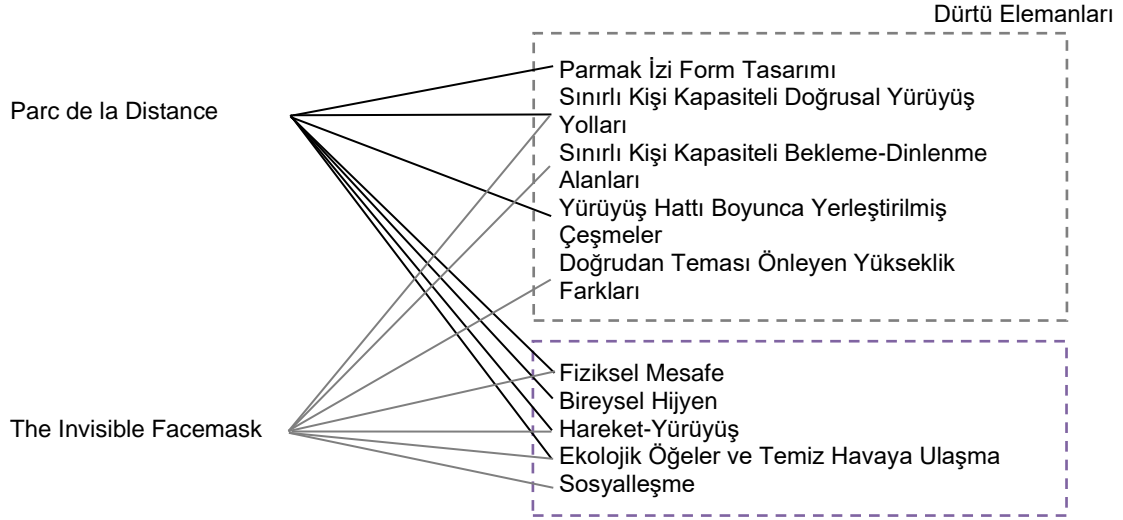 Dürtü Elemanları
Parc de la Distance
Parmak İzi Form Tasarımı
Sınırlı Kişi Kapasiteli Doğrusal Yürüyüş
Yolları
Sınırlı Kişi Kapasiteli Bekleme-Dinlenme
Alanları
Yürüyüş Hattı Boyunca Yerleştirilmiş
Çeşmeler
Doğrudan Teması Önleyen Yükseklik
Farkları
The Invisible Facemask
Fiziksel Mesafe
Bireysel Hijyen
Hareket-Yürüyüş
Ekolojik Öğeler ve Temiz Havaya Ulaşma
Sosyalleşme